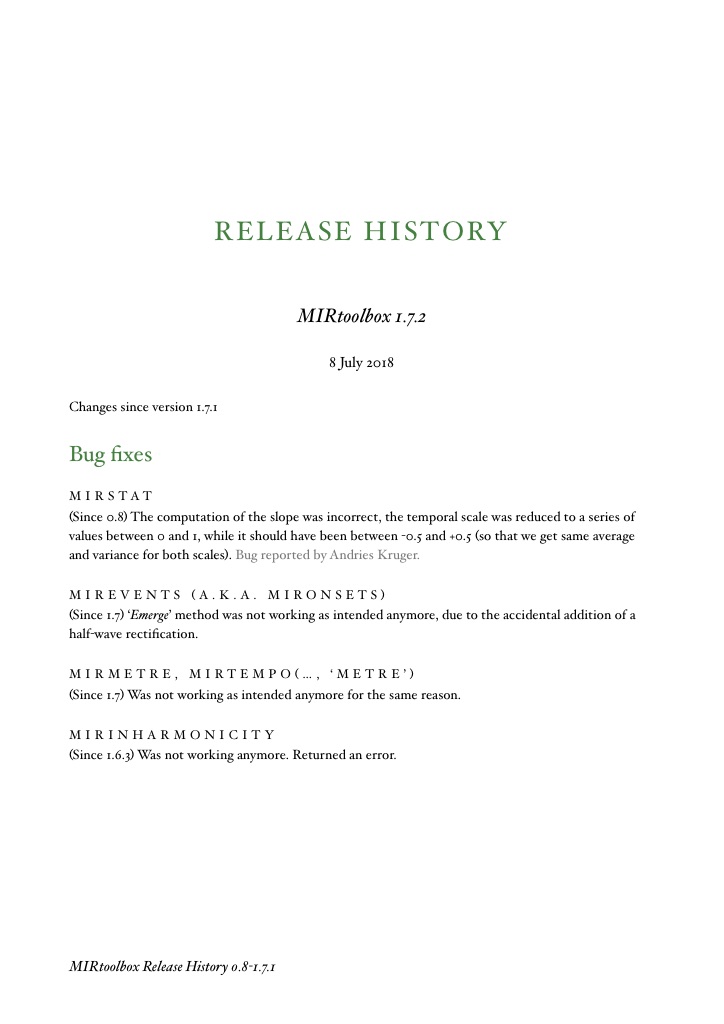 RELEASE HISTORY
MIRtoolbox 1.7.2
8 July 2018
Changes since version 1.7.1
Bug fixes
MIRSTAT
(Since 0.8) The computation of the slope was incorrect, the temporal scale was reduced to a series of
values between 0 and 1, while it should have been between -0.5 and +0.5 (so that we get same average
and variance for both scales). Bug reported by Andries Kruger.
MIREVENTS (A.K.A. MIRONSETS)
(Since 1.7) ‘Emerge’ method was not working as intended anymore, due to the accidental addition of a
half-wave rectification.
MIRMETRE, MIRTEMPO(…, ‘METRE’)
(Since 1.7) Was not working as intended anymore for the same reason.
MIRINHARMONICITY
(Since 1.6.3) Was not working anymore. Returned an error.
MIRtoolbox Release History 0.8-1.7.1